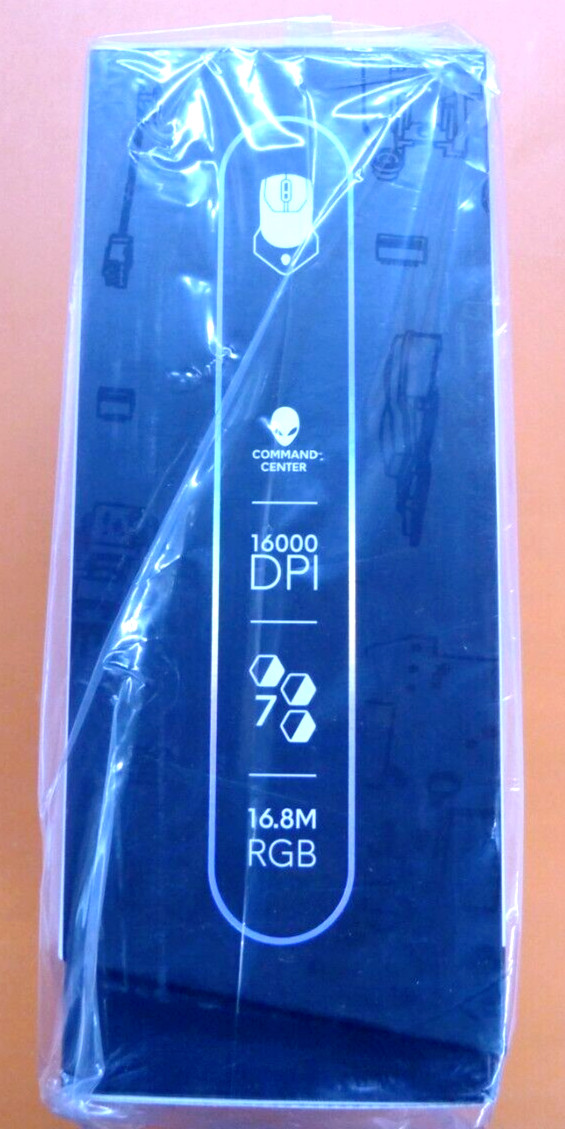 COMMAND
CENTER
16000
DPI
7
16.8M
RGB